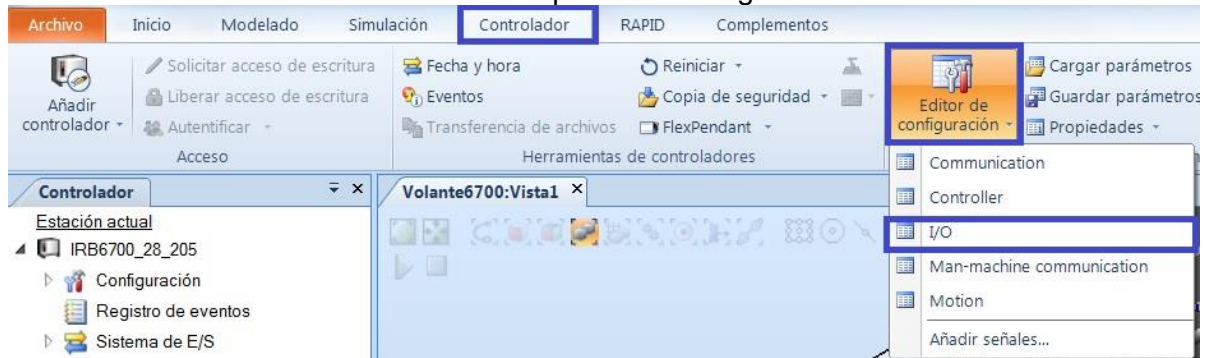 Archivo Inicio Modelado Simulación Controlador RAPID Complementos
Solicitar acceso de escritura
Liberar acceso de escritura
Autentificar
Añadir
controlador
Acceso
Fecha y hora
Eventos
Transferencia de archivos
Reiniciar
Copia de seguridad
FlexPendant
Herramientas de controladores
Editor de
configuración
Cargar parámetros
Guardar parámetros
Propiedades
Communication
Controller
I/O
Man-machine communication
Motion
Añadir señales...
Controlador
Volante6700:Vista1
Estación actual
IRB6700_28_205
Configuración
Registro de eventos
Sistema de E/S